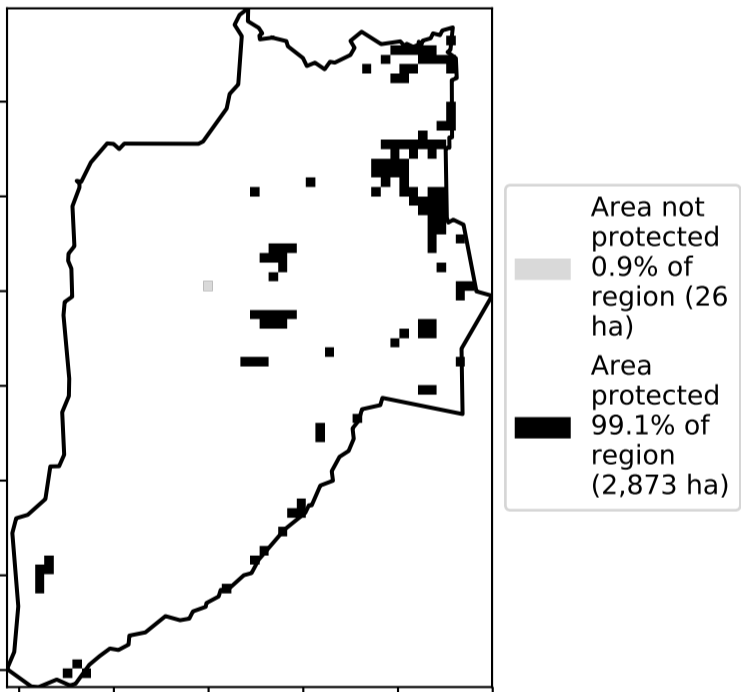 Area not
protected
0.9% of
region (26
ha)
Area
protected
99.1% of
region
(2,873 ha)